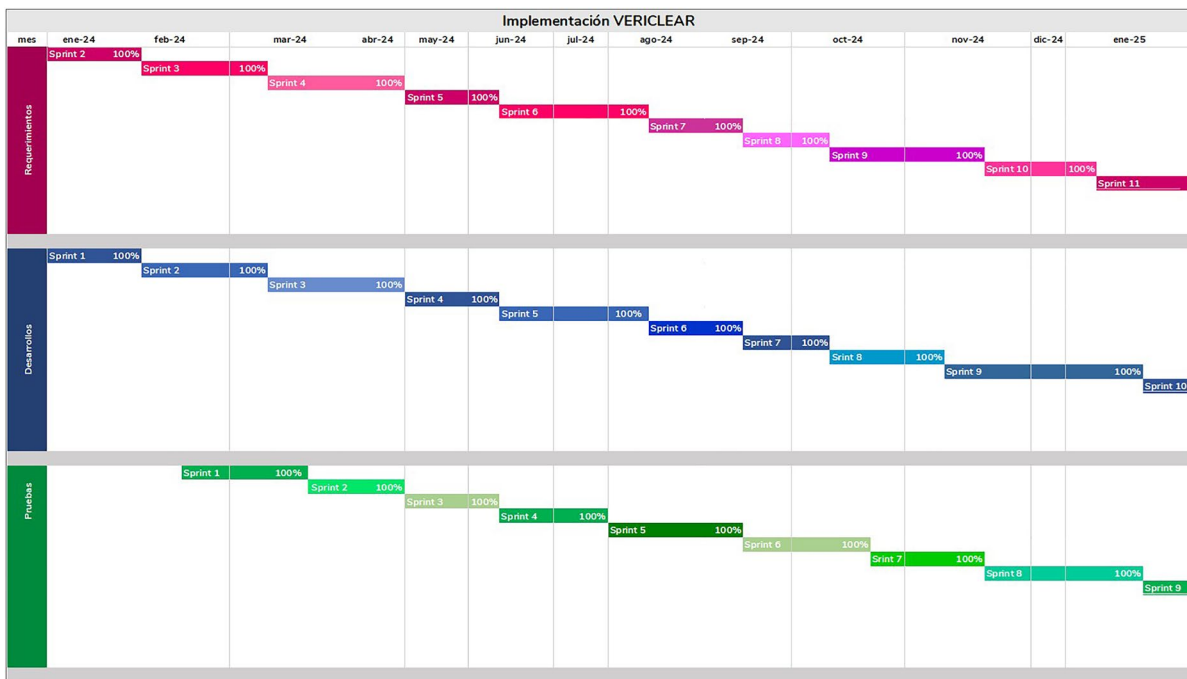 Implementación VERICLEAR
mes ene-24 feb-24 mar-24 abr-24 may-24 jun-24 jul-24 ago-24 sep-24 oct-24 nov-24 dic-24 ene-25
Requerimientos
Sprint 2 100%
Sprint 3 100%
Sprint 4 100%
Sprint 5 100%
Sprint 6 100%
Sprint 7 100%
Sprint 8 100%
Sprint 9 100%
Sprint 10 100%
Sprint 11
Desarrollos
Sprint 1 100%
Sprint 2 100%
Sprint 3 100%
Sprint 4 100%
Sprint 5 100%
Sprint 6 100%
Sprint 7 100%
Srint 8 100%
Sprint 9 100%
Sprint 10
Pruebas
Sprint 1 100%
Sprint 2 100%
Sprint 3 100%
Sprint 4 100%
Sprint 5 100%
Sprint 6 100%
Srint 7 100%
Sprint 8 100%
Sprint 9